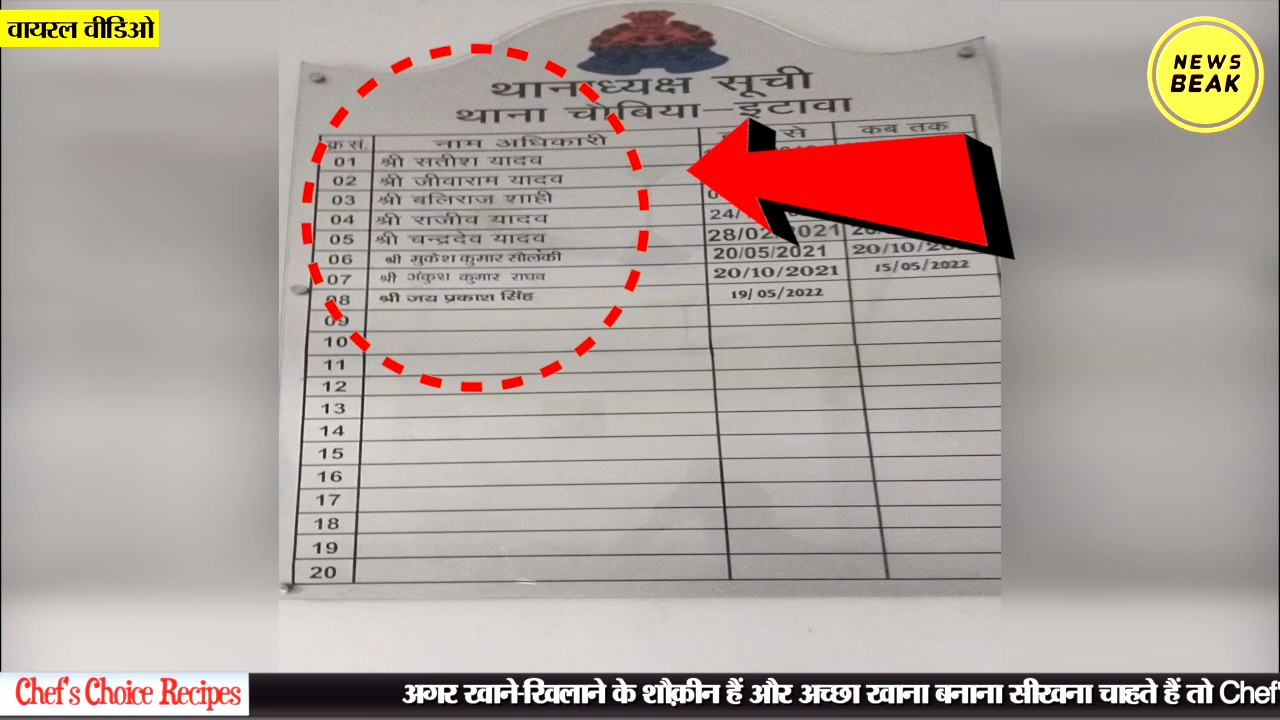 वायरल वीडियो
NEWS
BEAK
थानाध्यक्ष सूची
थाना चौबिया–इटावा
क्र.सं. नाम अधिकारी से कब तक
01 श्री सतीश यादव
02 श्री जीवाराम यादव
03 श्री बलिराज शाही
04 श्री राजीव यादव
05 श्री चन्द्रदेव यादव 28/02/2021
06 श्री मुकेश कुमार सोलंकी 20/05/2021
07 श्री अंकुश कुमार राघव 20/10/2021 15/05/2022
08 श्री जय प्रकाश सिंह 19/05/2022
09
10
11
12
13
14
15
16
17
18
19
20
Chef's Choice Recipes
अगर खाने-खिलाने के शौक़ीन हैं और अच्छा खाना बनाना सीखना चाहते हैं तो Chef'